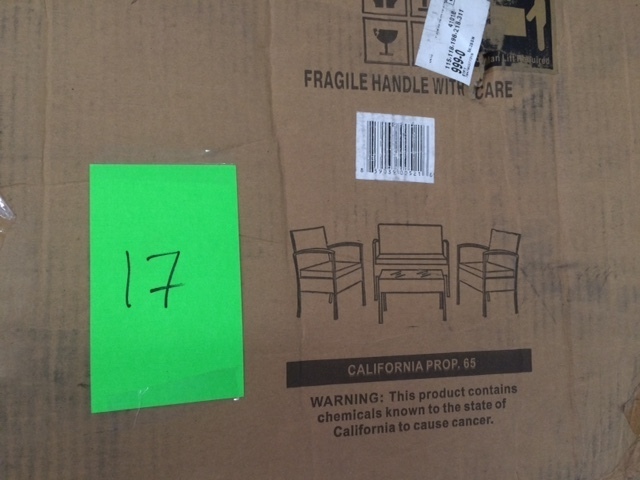 999-0
FRAGILE HANDLE WITH CARE
17
CALIFORNIA PROP. 65
WARNING: This product contains
chemicals known to the state of
California to cause cancer.